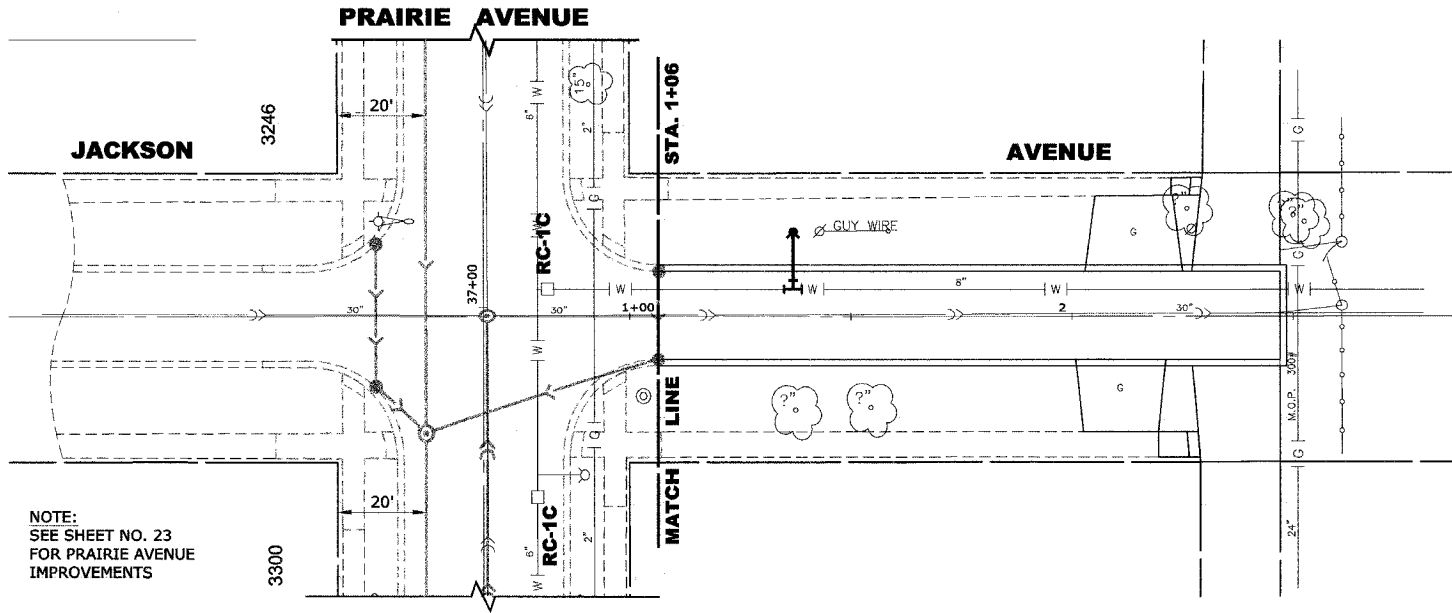 PRAIRIE AVENUE
20'
3246
JACKSON
AVENUE
STA. 1+06
MATCH LINE
15"
6"
2"
W
W
W
W
G
G
G
G
RC-1C
37+00
GUY WIRE
G
?"
?"
W
W
W
W
8"
30"
30"
1+00
2
30"
?"
?"
G
M.O.P. 300#
G
24"
20'
RC-1C
6"
2"
W
3300
NOTE:
SEE SHEET NO. 23
FOR PRAIRIE AVENUE
IMPROVEMENTS